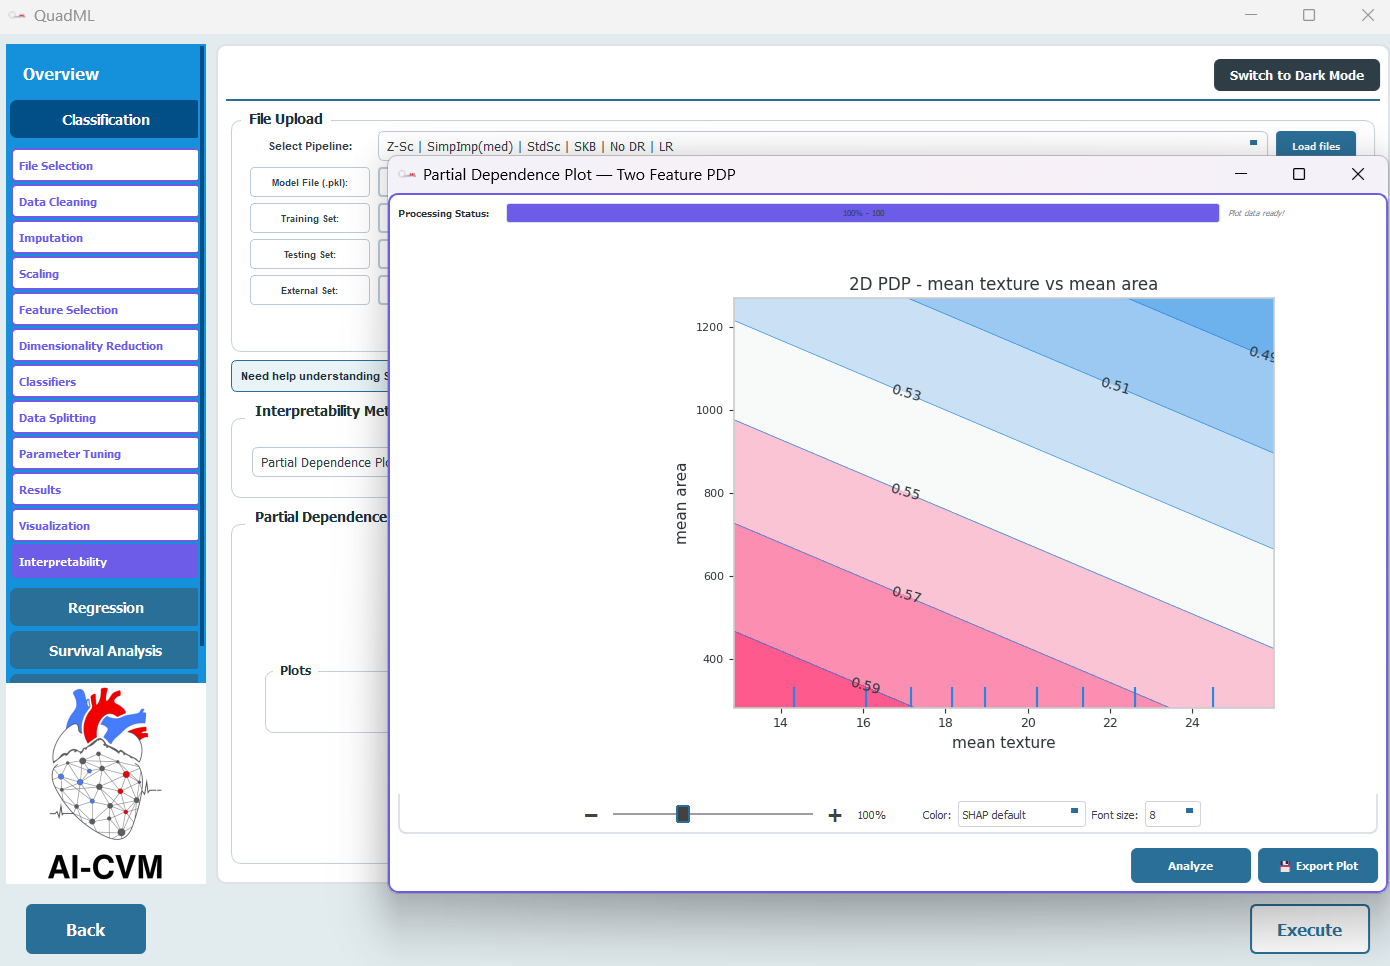 QuadML
Overview
Classification
File Selection
Data Cleaning
Imputation
Scaling
Feature Selection
Dimensionality Reduction
Classifiers
Data Splitting
Parameter Tuning
Results
Visualization
Interpretability
Regression
Survival Analysis
AI-CVM
Back
Switch to Dark Mode
File Upload
Select Pipeline:
Z-Sc | SimpImp(med) | StdSc | SKB | No DR | LR
Load files
Model File (.pkl):
Training Set:
Testing Set:
External Set:
Need help understanding
Interpretability Met
Partial Dependence Plo
Partial Dependence
Plots
Partial Dependence Plot — Two Feature PDP
Processing Status:
100% - 100
Plot data ready!
2D PDP - mean texture vs mean area
mean area
1200
1000
800
600
400
0.49
0.51
0.53
0.55
0.57
0.59
14 16 18 20 22 24
mean texture
100%
Color:
SHAP default
Font size:
8
Analyze
Export Plot
Execute